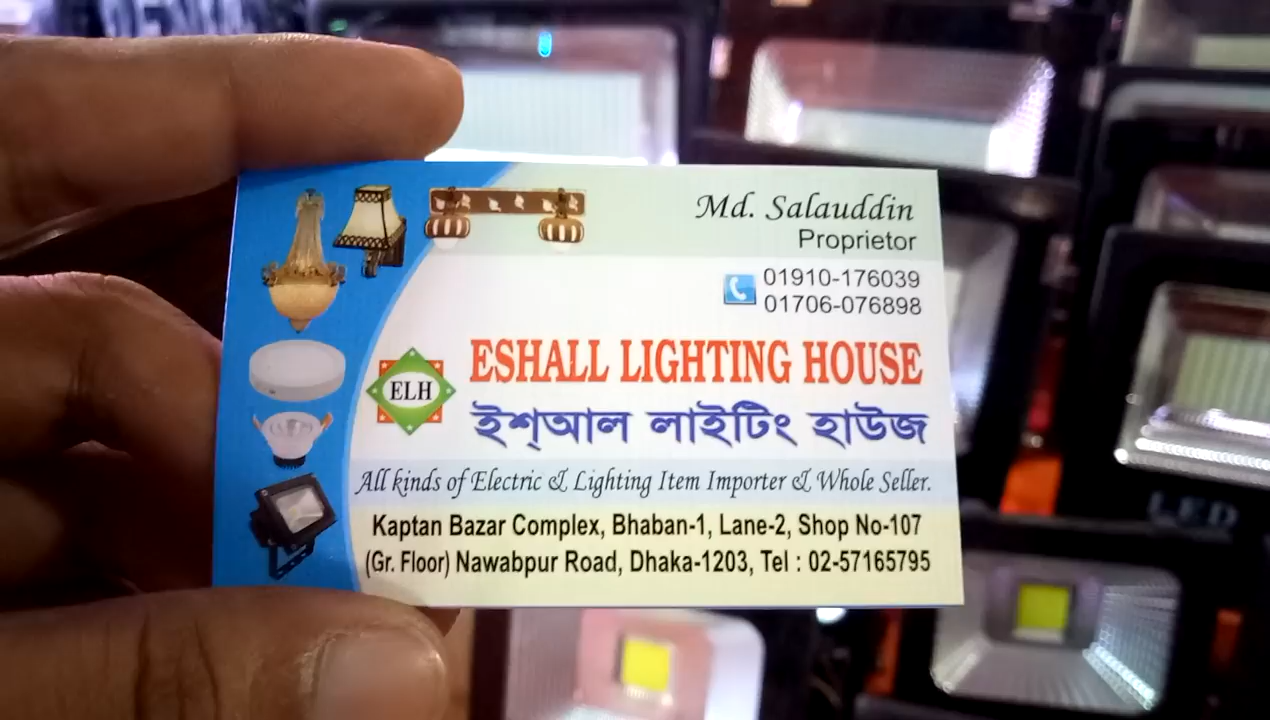 Md. Salauddin
Proprietor
01910-176039
01706-076898
ELH
ESHALL LIGHTING HOUSE
ইশ্‌আল লাইটিং হাউজ
All kinds of Electric & Lighting Item Importer & Whole Seller.
Kaptan Bazar Complex, Bhaban-1, Lane-2, Shop No-107
(Gr. Floor) Nawabpur Road, Dhaka-1203, Tel : 02-57165795
LED